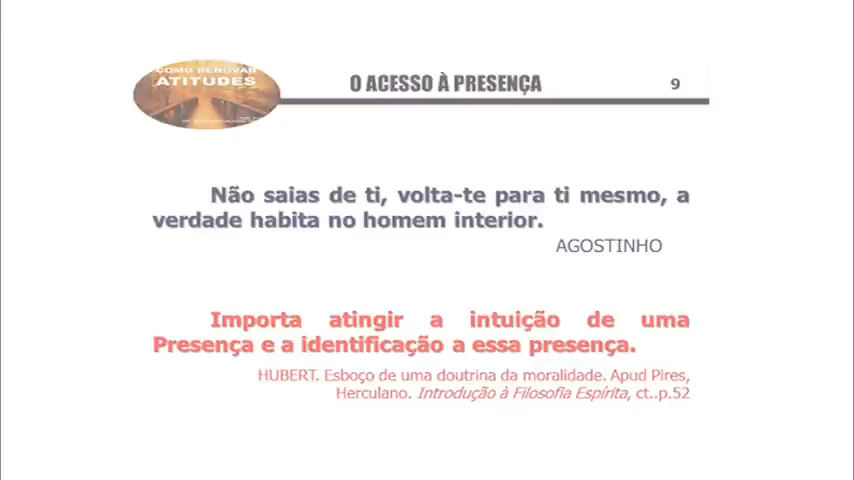 COMO RENOVAR
ATITUDES
O ACESSO À PRESENÇA
9
Não saias de ti, volta-te para ti mesmo, a
verdade habita no homem interior.
AGOSTINHO
Importa atingir a intuição de uma
Presença e a identificação a essa presença.
HUBERT. Esboço de uma doutrina da moralidade. Apud Pires,
Herculano. Introdução à Filosofia Espírita, ct..p.52